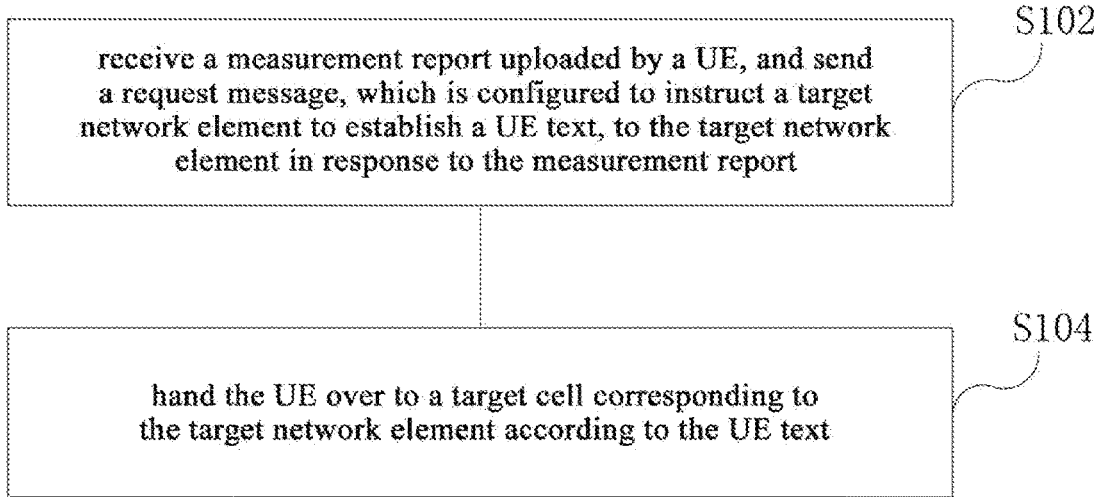 S102
receive a measurement report uploaded by a UE, and send
a request message, which is configured to instruct a target
network element to establish a UE text, to the target network
element in response to the measurement report
S104
hand the UE over to a target cell corresponding to
the target network element according to the UE text